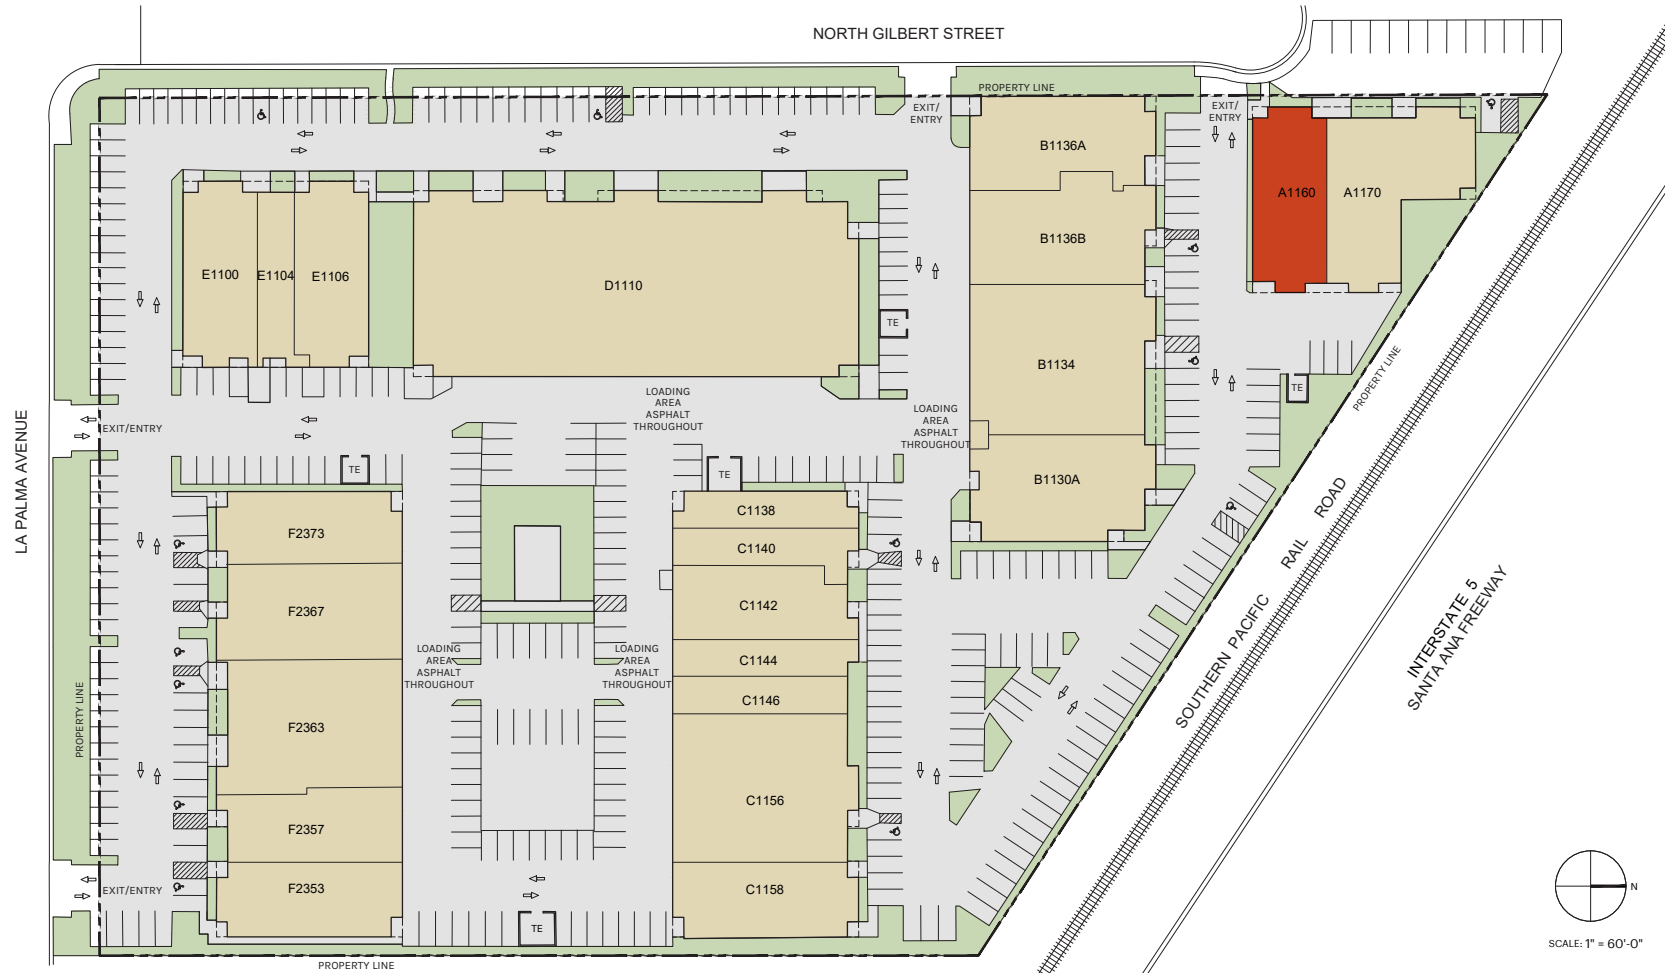 NORTH GILBERT STREET
PROPERTY LINE
EXIT/
ENTRY
EXIT/
ENTRY
B1136A
A1160
A1170
B1136B
E1100
E1104
E1106
D1110
TE
B1134
TE
PROPERTY LINE
LOADING
AREA
ASPHALT
THROUGHOUT
LOADING
AREA
ASPHALT
THROUGHOUT
EXIT/ENTRY
LA PALMA AVENUE
TE
TE
B1130A
C1138
F2373
C1140
F2367
C1142
LOADING
AREA
ASPHALT
THROUGHOUT
LOADING
AREA
ASPHALT
THROUGHOUT
C1144
C1146
PROPERTY LINE
F2363
C1156
F2357
F2353
C1158
EXIT/ENTRY
TE
PROPERTY LINE
SOUTHERN PACIFIC RAIL ROAD
INTERSTATE 5
SANTA ANA FREEWAY
N
SCALE: 1" = 60'-0"